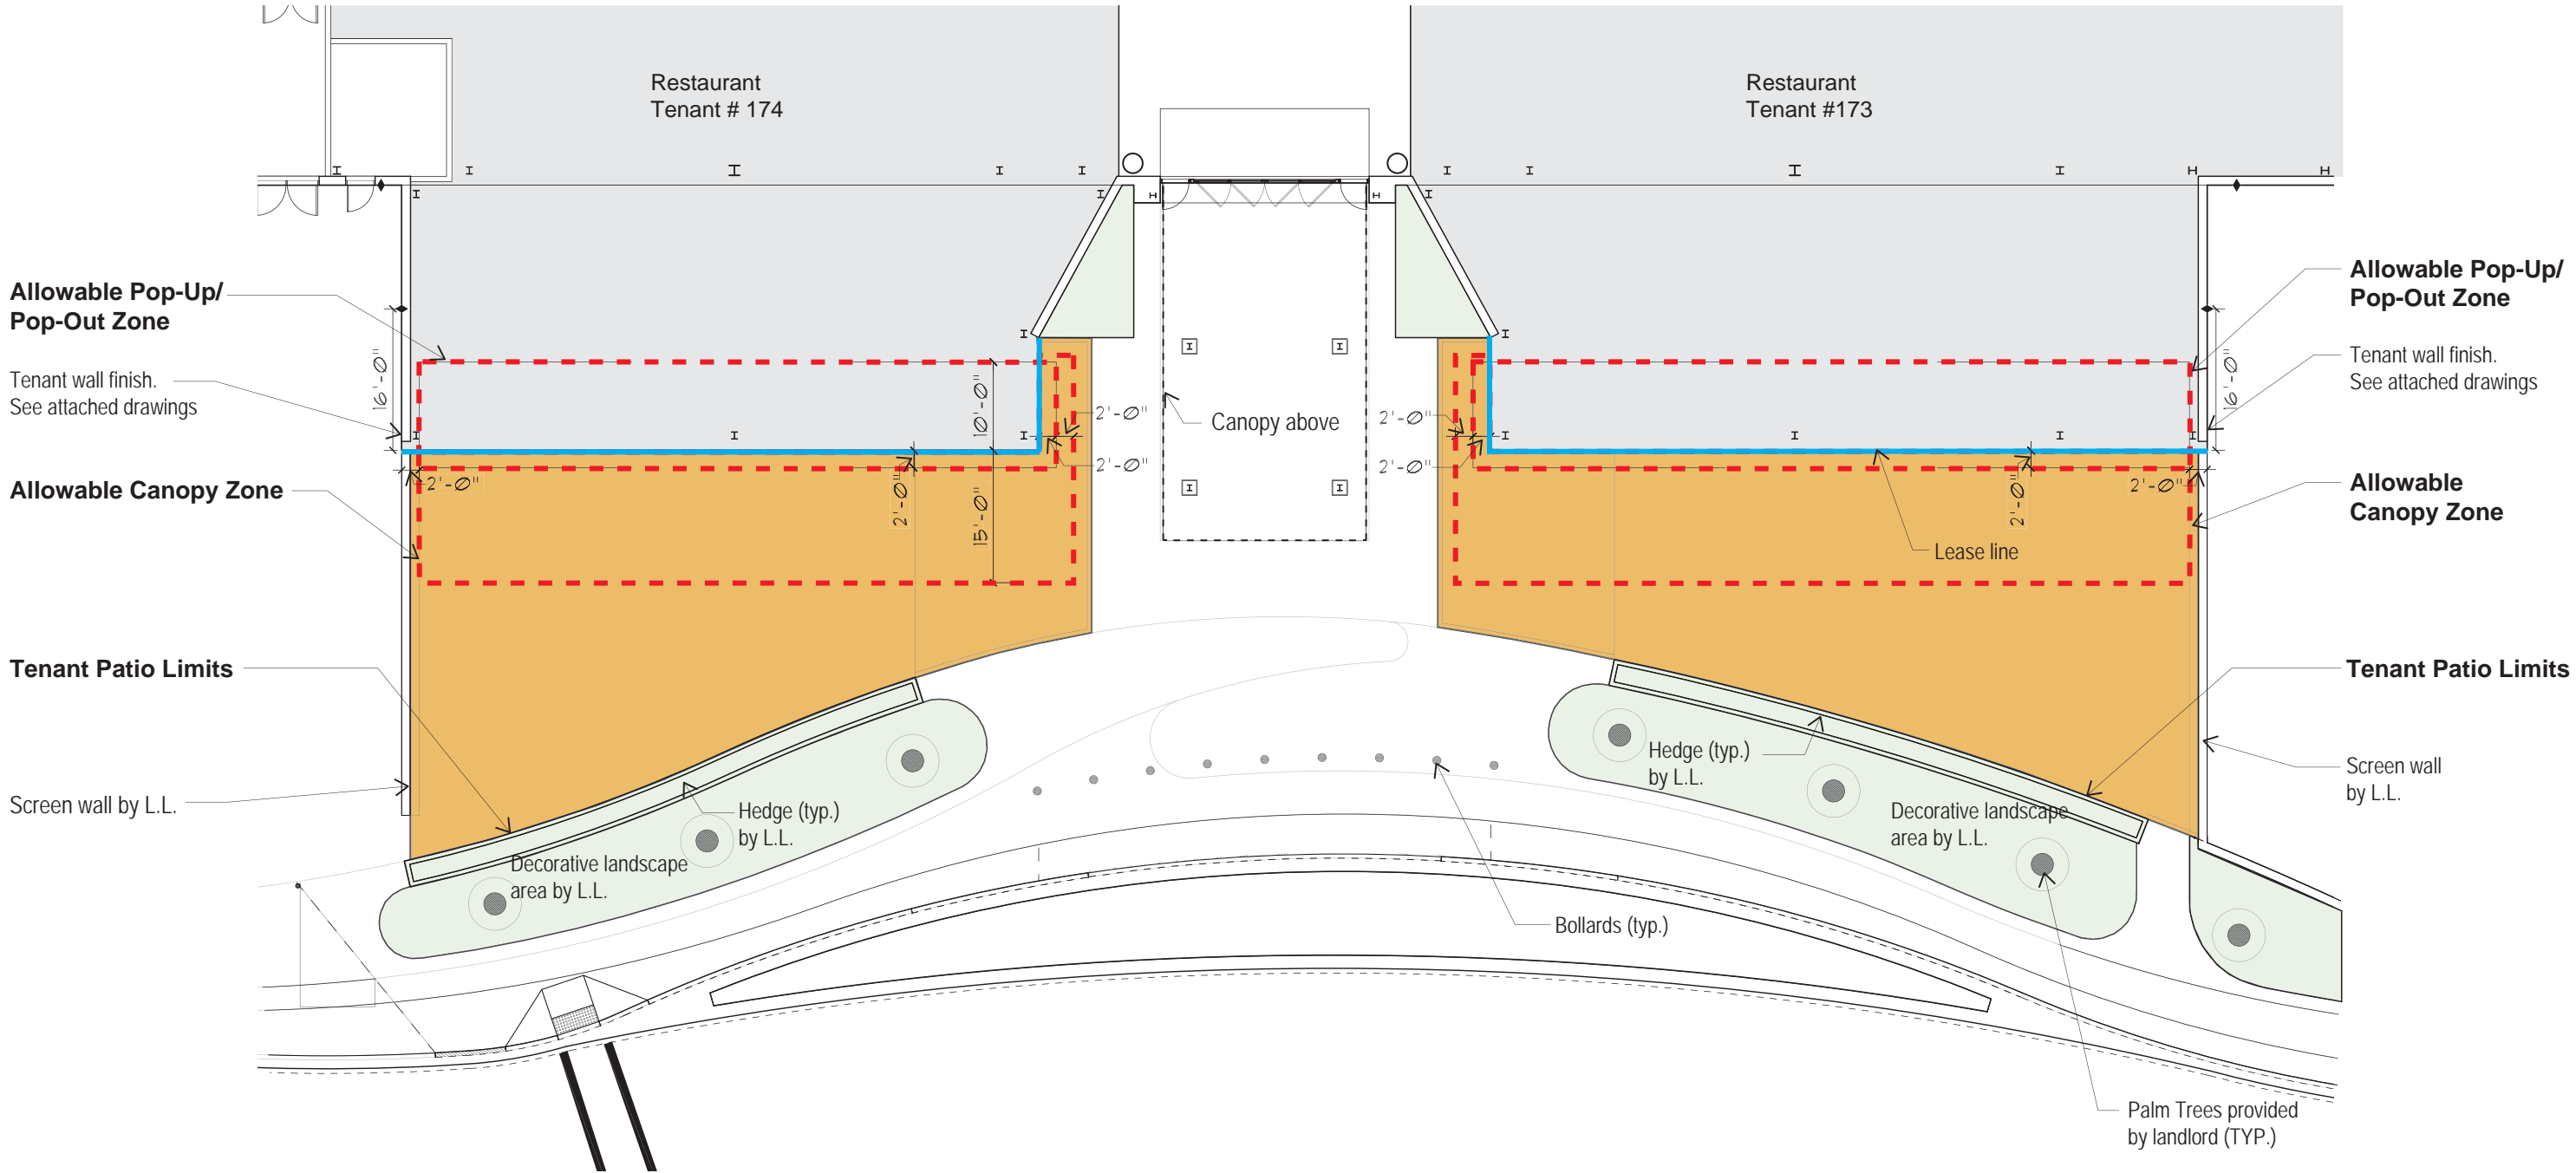 Restaurant
Tenant # 174
Restaurant
Tenant #173
Allowable Pop-Up/
Pop-Out Zone
Allowable Pop-Up/
Pop-Out Zone
Tenant wall finish.
See attached drawings
Tenant wall finish.
See attached drawings
16'-0"
10'-0"
2'-0"
Canopy above
2'-0"
16'-0"
2'-0"
2'-0"
Allowable Canopy Zone
2'-0"
2'-0"
15'-0"
2'-0"
2'-0"
Allowable
Canopy Zone
Lease line
Tenant Patio Limits
Tenant Patio Limits
Hedge (typ.)
by L.L.
Screen wall by L.L.
Hedge (typ.)
by L.L.
Decorative landscape
area by L.L.
Screen wall
by L.L.
Decorative landscape
area by L.L.
Bollards (typ.)
Palm Trees provided
by landlord (TYP.)